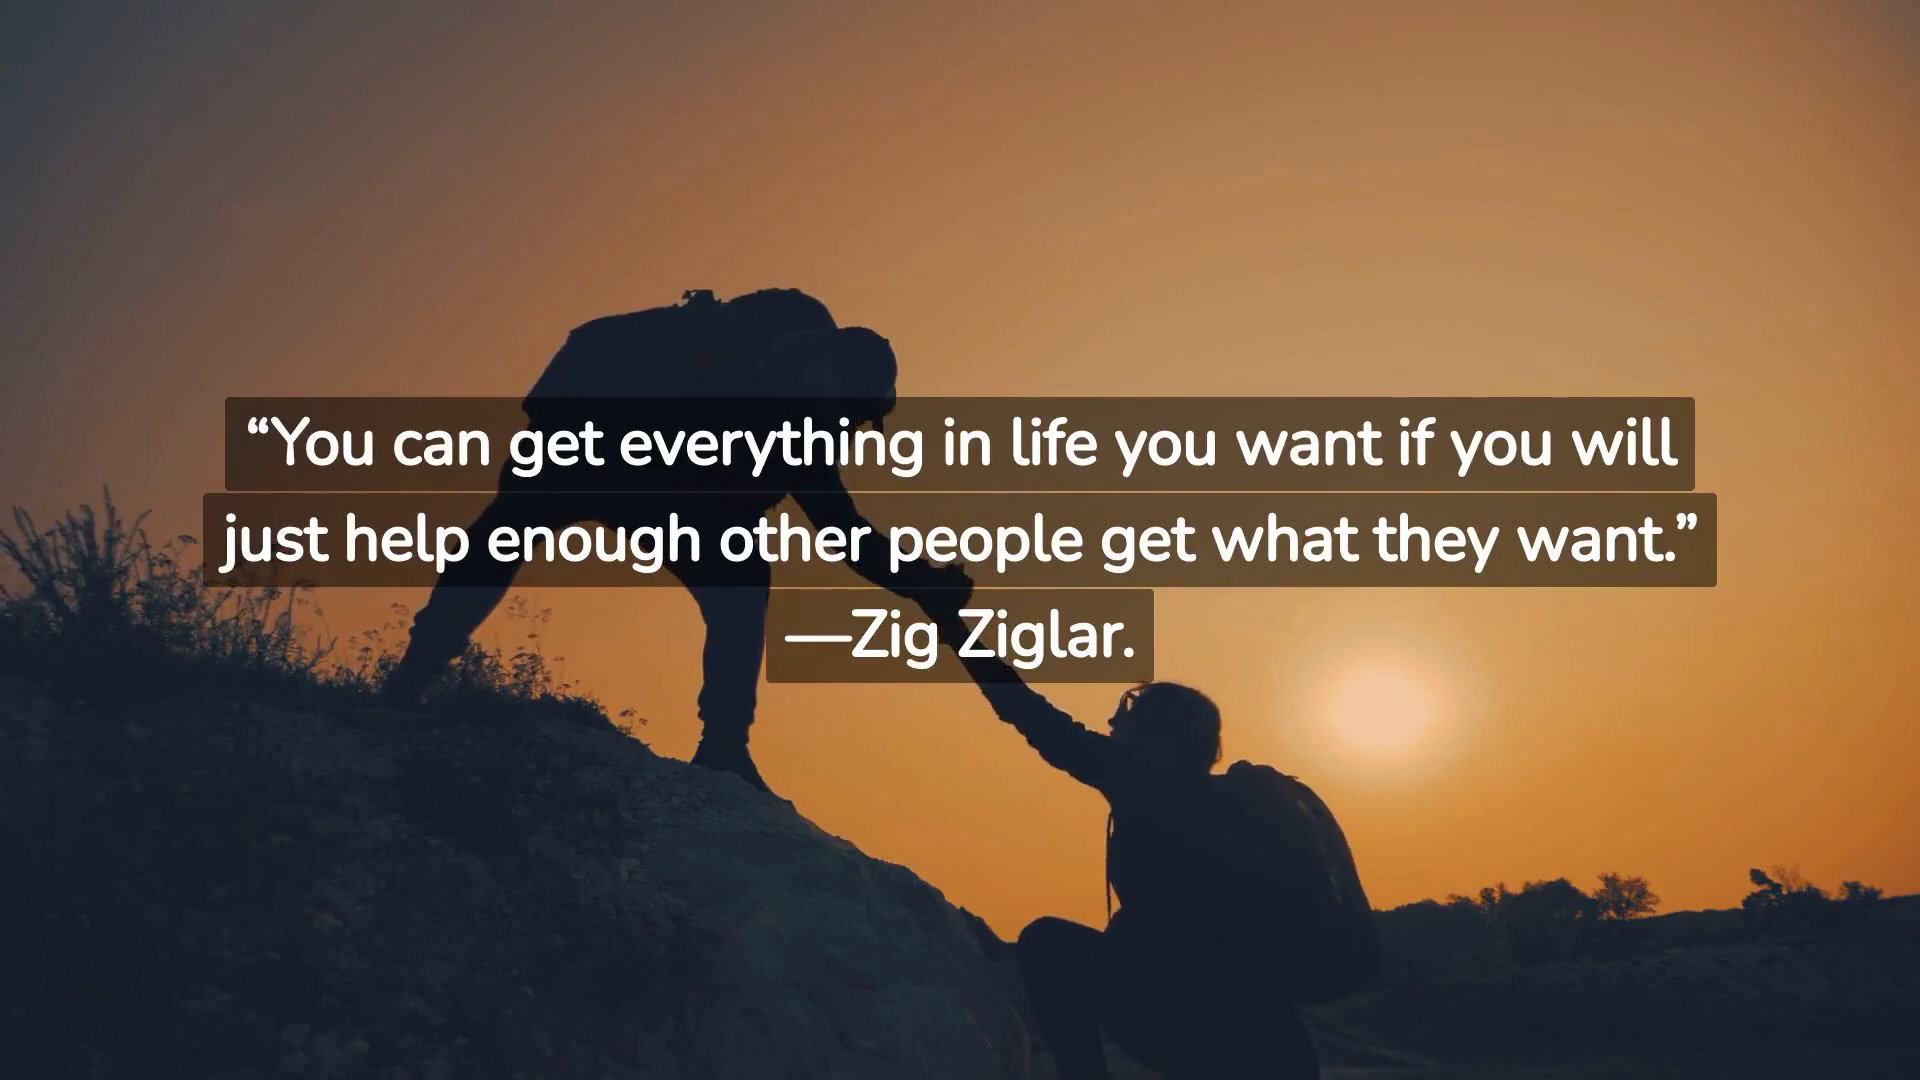 “You can get everything in life you want if you will
just help enough other people get what they want.”
—Zig Ziglar.